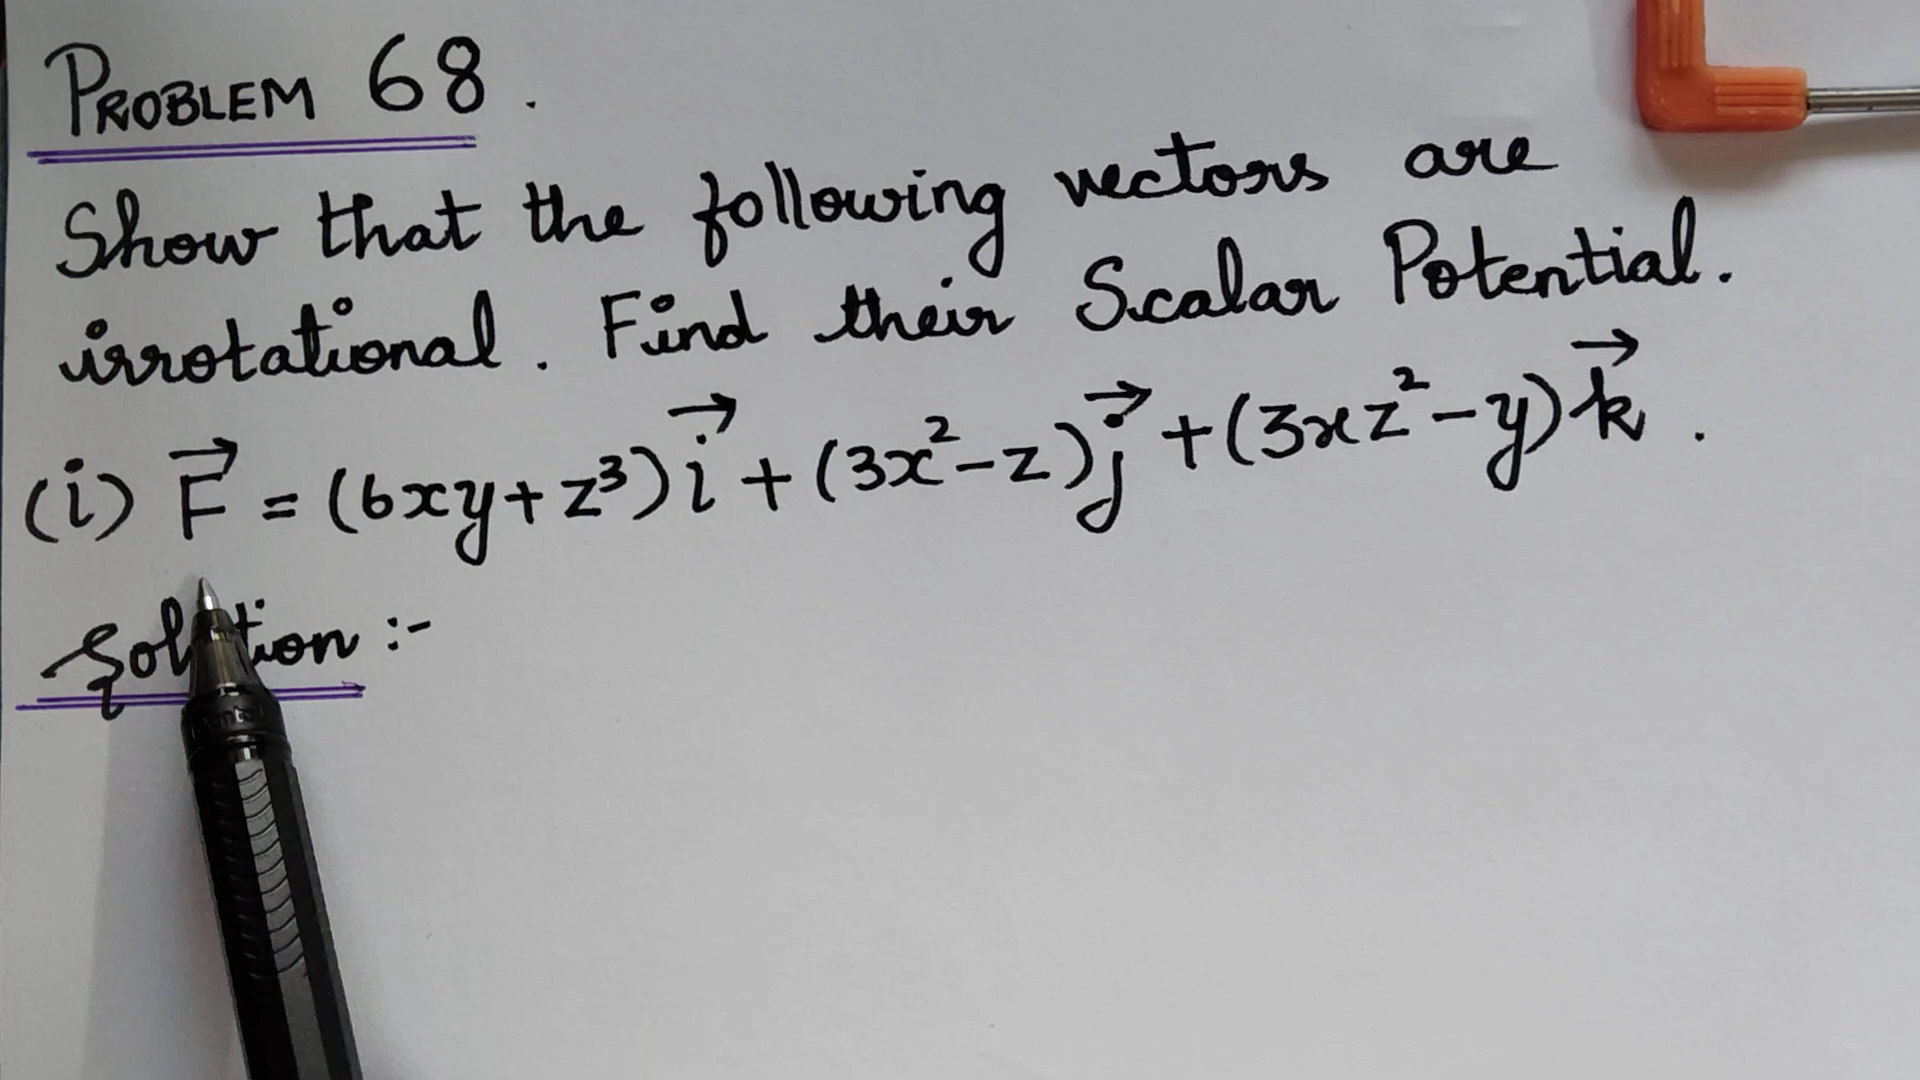 PROBLEM 68.
Show that the following vectors are
irrotational. Find their Scalar Potential.
(i) F⃗ = (6xy+z³)i⃗ + (3x²-z)j⃗ + (3xz²-y)k⃗.
Solution :-